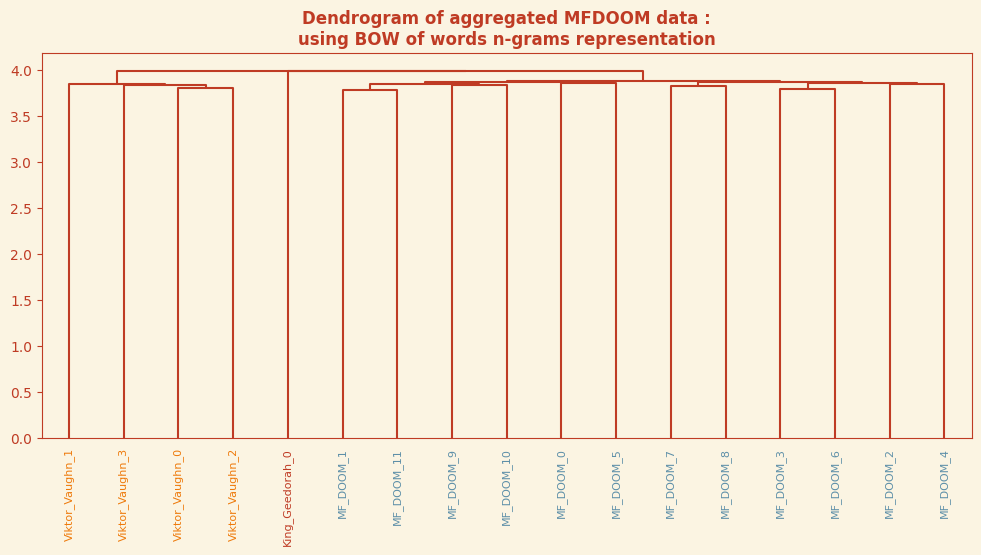 Dendrogram of aggregated MFDOOM data :
using BOW of words n-grams representation
4.0
3.5
3.0
2.5
2.0
1.5
1.0
0.5
0.0
Viktor_Vaughn_1
Viktor_Vaughn_3
Viktor_Vaughn_0
Viktor_Vaughn_2
King_Geedorah_0
MF_DOOM_1
MF_DOOM_11
MF_DOOM_9
MF_DOOM_10
MF_DOOM_0
MF_DOOM_5
MF_DOOM_7
MF_DOOM_8
MF_DOOM_3
MF_DOOM_6
MF_DOOM_2
MF_DOOM_4